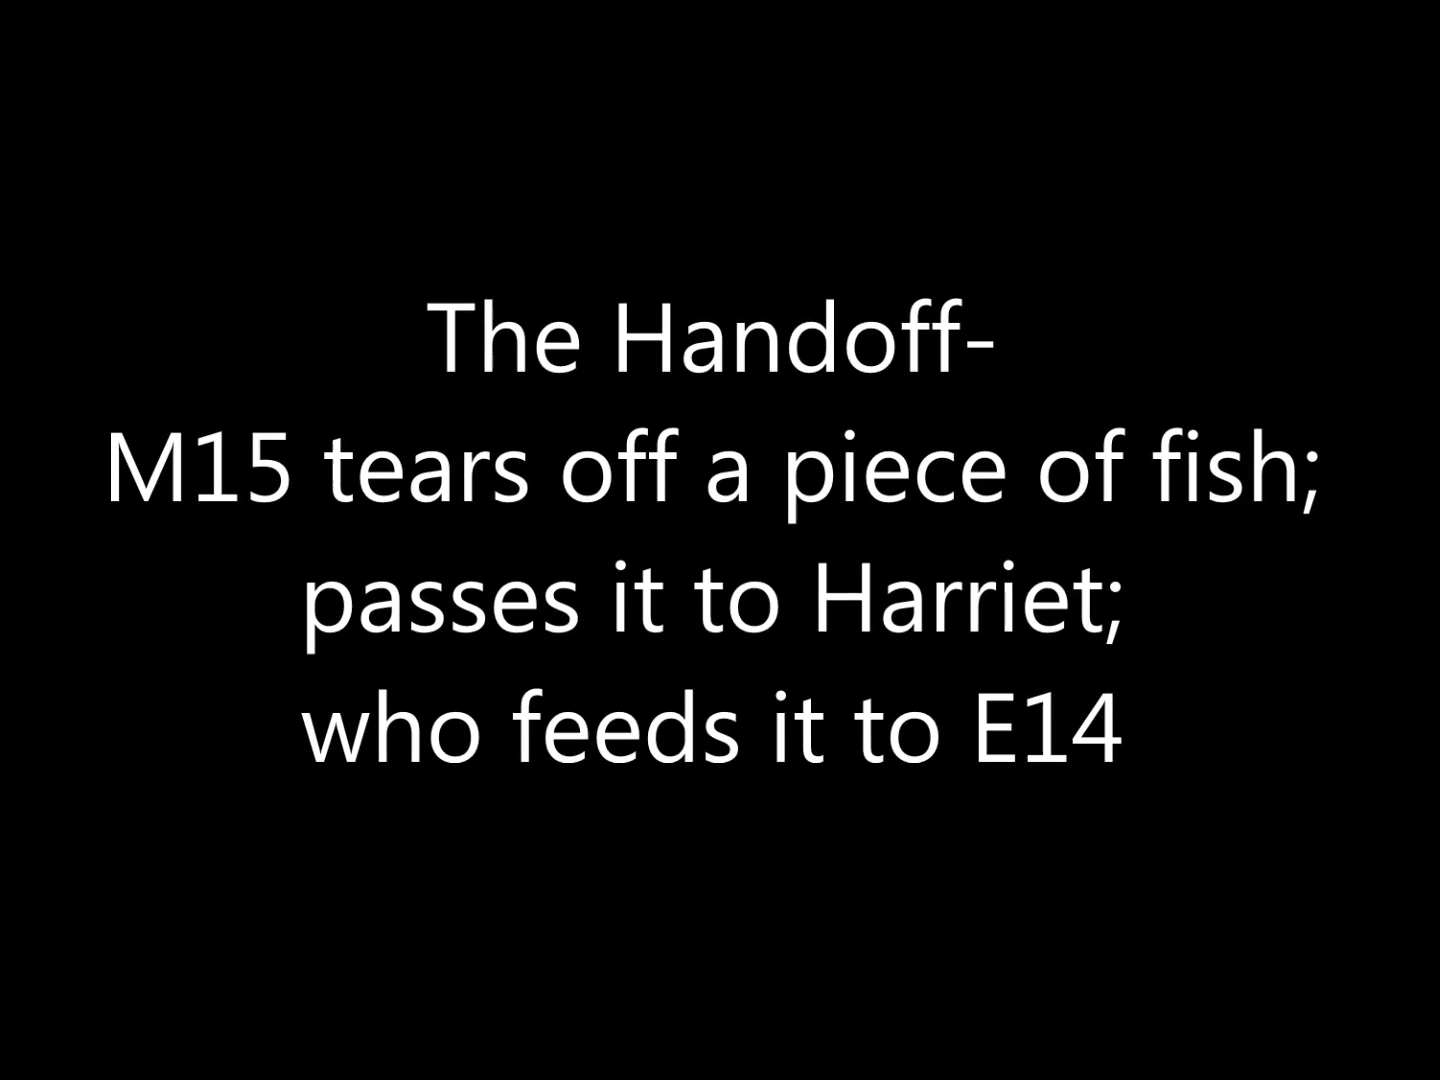 The Handoff-
M15 tears off a piece of fish;
passes it to Harriet;
who feeds it to E14